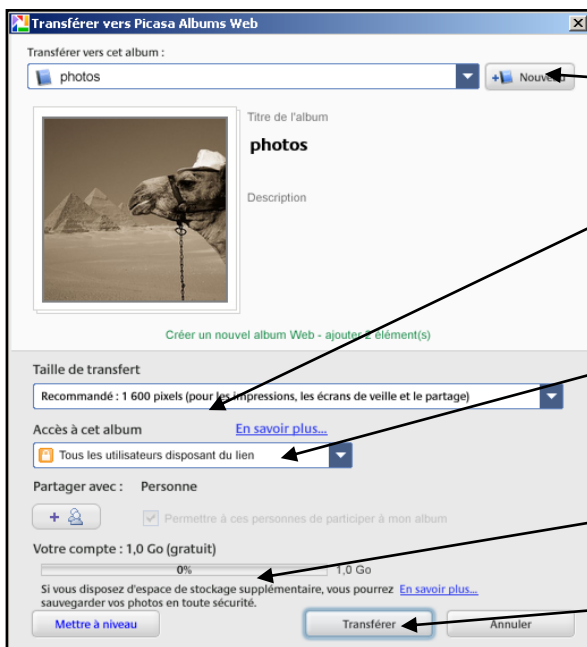 Transférer vers Picasa Albums Web
Transférer vers cet album :
photos
Nouveau
Titre de l'album
photos
Description
Créer un nouvel album Web - ajouter 2 élément(s)
Taille de transfert
Recommandé : 1 600 pixels (pour les impressions, les écrans de veille et le partage)
Accès à cet album En savoir plus...
Tous les utilisateurs disposant du lien
Partager avec : Personne
Permettre à ces personnes de participer à mon album
Votre compte : 1,0 Go (gratuit)
0% 1,0 Go
Si vous disposez d'espace de stockage supplémentaire, vous pourrez En savoir plus...
sauvegarder vos photos en toute sécurité.
Mettre à niveau Transférer Annuler